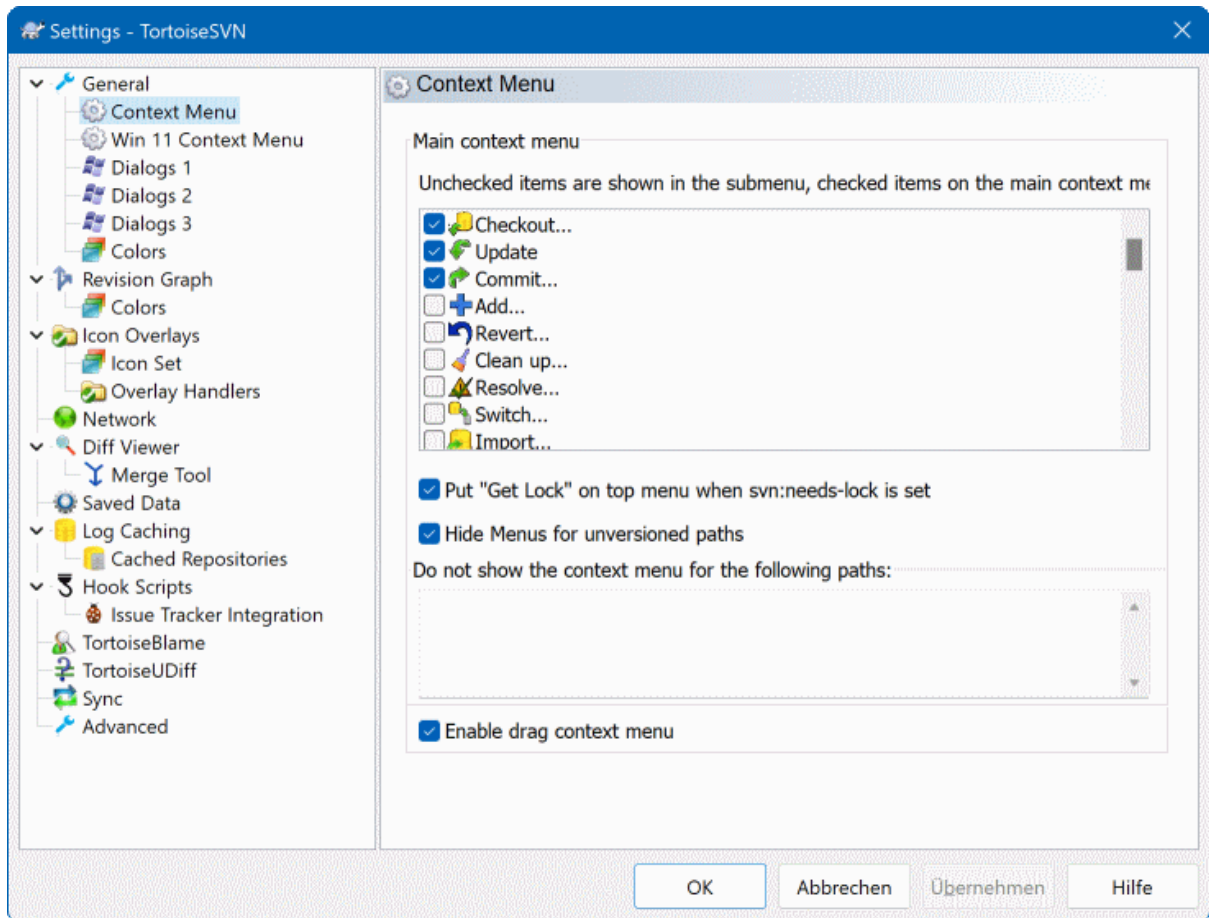 Settings - TortoiseSVN
General
Context Menu
Win 11 Context Menu
Dialogs 1
Dialogs 2
Dialogs 3
Colors
Revision Graph
Colors
Icon Overlays
Icon Set
Overlay Handlers
Network
Diff Viewer
Merge Tool
Saved Data
Log Caching
Cached Repositories
Hook Scripts
Issue Tracker Integration
TortoiseBlame
TortoiseUDiff
Sync
Advanced
Context Menu
Main context menu
Unchecked items are shown in the submenu, checked items on the main context me
Checkout...
Update
Commit...
Add...
Revert...
Clean up...
Resolve...
Switch...
Import...
Put "Get Lock" on top menu when svn:needs-lock is set
Hide Menus for unversioned paths
Do not show the context menu for the following paths:
Enable drag context menu
OK Abbrechen Übernehmen Hilfe